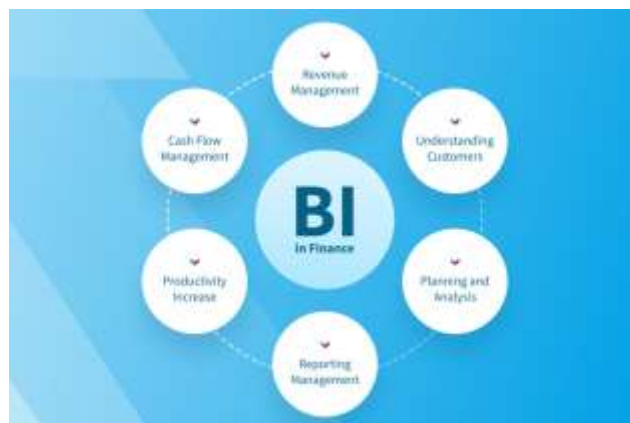 Revenue
Management
Cash Flow
Management
Understanding
Customers
BI
in Finance
Productivity
Increase
Planning and
Analysis
Reporting
Management